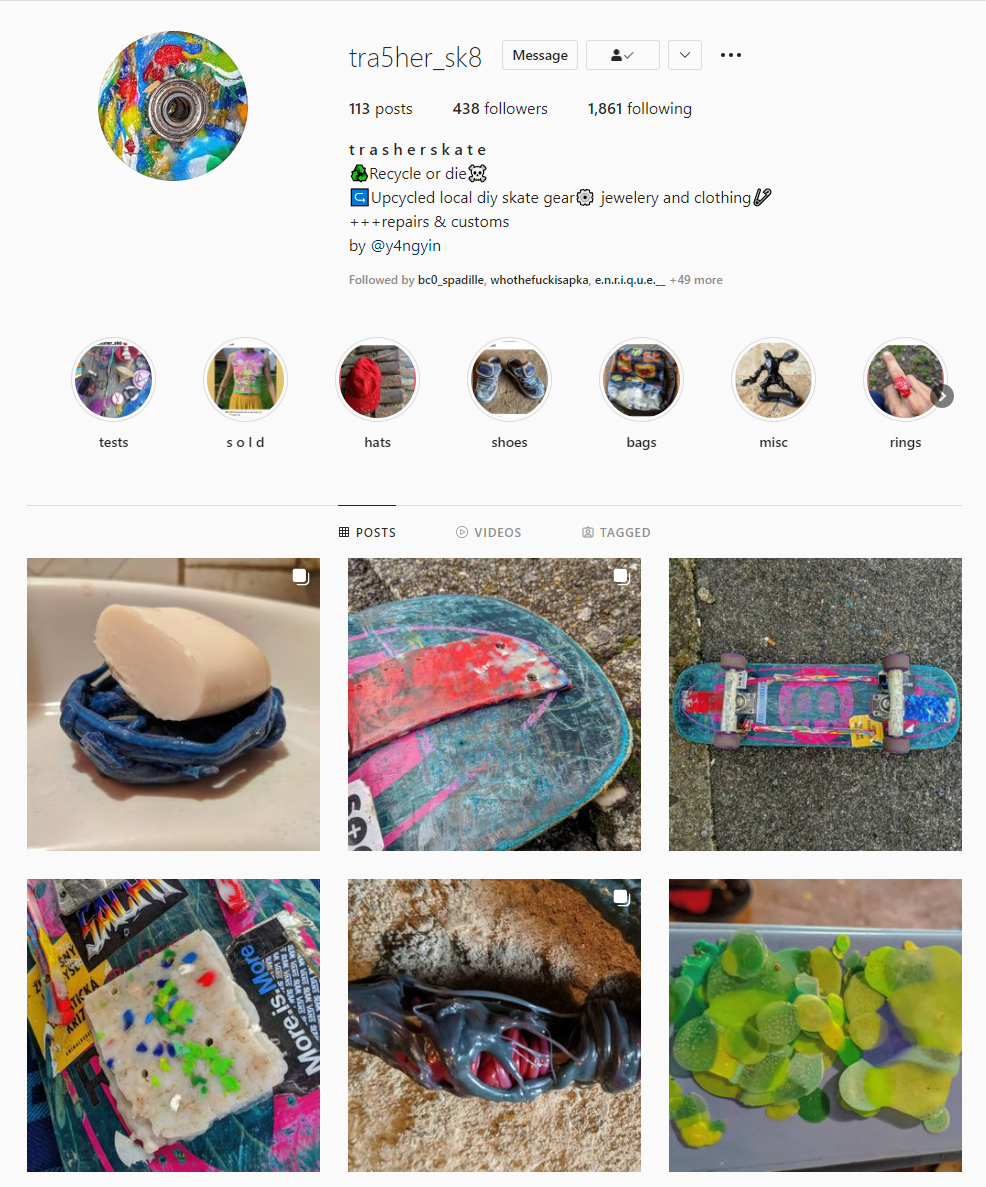 tra5her_sk8 Message
113 posts 438 followers 1,861 following
t r a s h e r s k a t e
♻Recycle or die☠
↪Upcycled local diy skate gear⚙ jewelery and clothing🖇
+++repairs & customs
by @y4ngyin
Followed by bc0_spadille, whothefuckisapka, e.n.r.i.q.u.e.__ +49 more
tests s o l d hats shoes bags misc rings
POSTS VIDEOS TAGGED
More.is.More